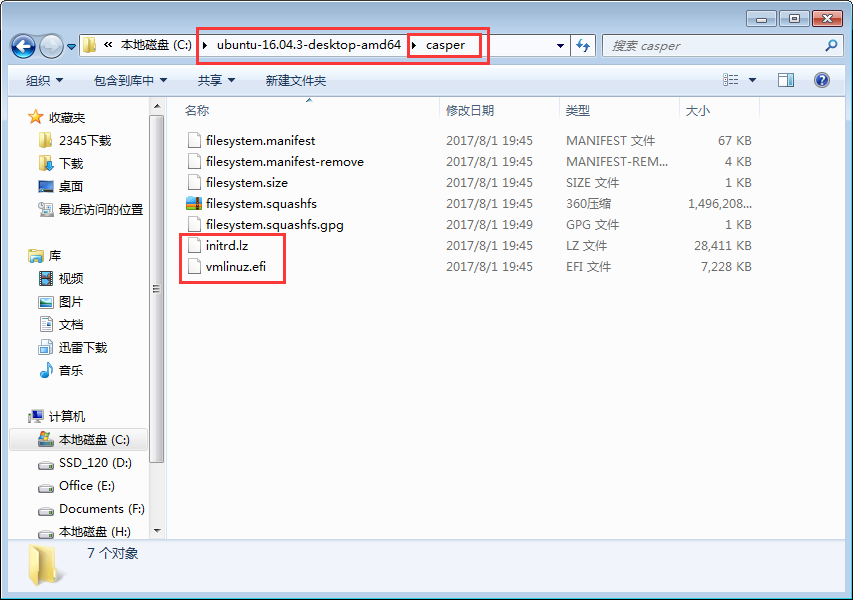 « 本地磁盘 (C:) ▸ ubuntu-16.04.3-desktop-amd64 ▸ casper 搜索 casper
组织 包含到库中 共享 新建文件夹
名称 修改日期 类型 大小
filesystem.manifest 2017/8/1 19:45 MANIFEST 文件 67 KB
filesystem.manifest-remove 2017/8/1 19:45 MANIFEST-REM... 4 KB
filesystem.size 2017/8/1 19:45 SIZE 文件 1 KB
filesystem.squashfs 2017/8/1 19:45 360压缩 1,496,208...
filesystem.squashfs.gpg 2017/8/1 19:49 GPG 文件 1 KB
initrd.lz 2017/8/1 19:45 LZ 文件 28,411 KB
vmlinuz.efi 2017/8/1 19:45 EFI 文件 7,228 KB
收藏夹
2345下载
下载
桌面
最近访问的位置
库
视频
图片
文档
迅雷下载
音乐
计算机
本地磁盘 (C:)
SSD_120 (D:)
Office (E:)
Documents (F:)
本地磁盘 (H:)
7 个对象